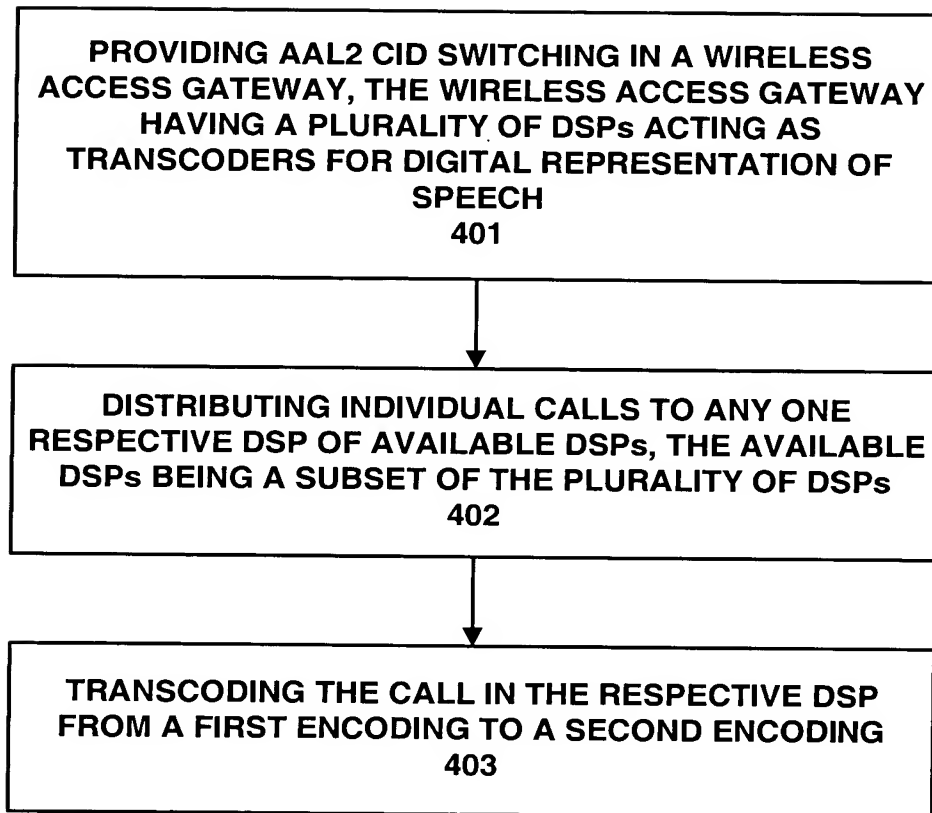 PROVIDING AAL2 CID SWITCHING IN A WIRELESS
ACCESS GATEWAY, THE WIRELESS ACCESS GATEWAY
HAVING A PLURALITY OF DSPs ACTING AS
TRANSCODERS FOR DIGITAL REPRESENTATION OF
SPEECH
401
DISTRIBUTING INDIVIDUAL CALLS TO ANY ONE
RESPECTIVE DSP OF AVAILABLE DSPs, THE AVAILABLE
DSPs BEING A SUBSET OF THE PLURALITY OF DSPs
402
TRANSCODING THE CALL IN THE RESPECTIVE DSP
FROM A FIRST ENCODING TO A SECOND ENCODING
403